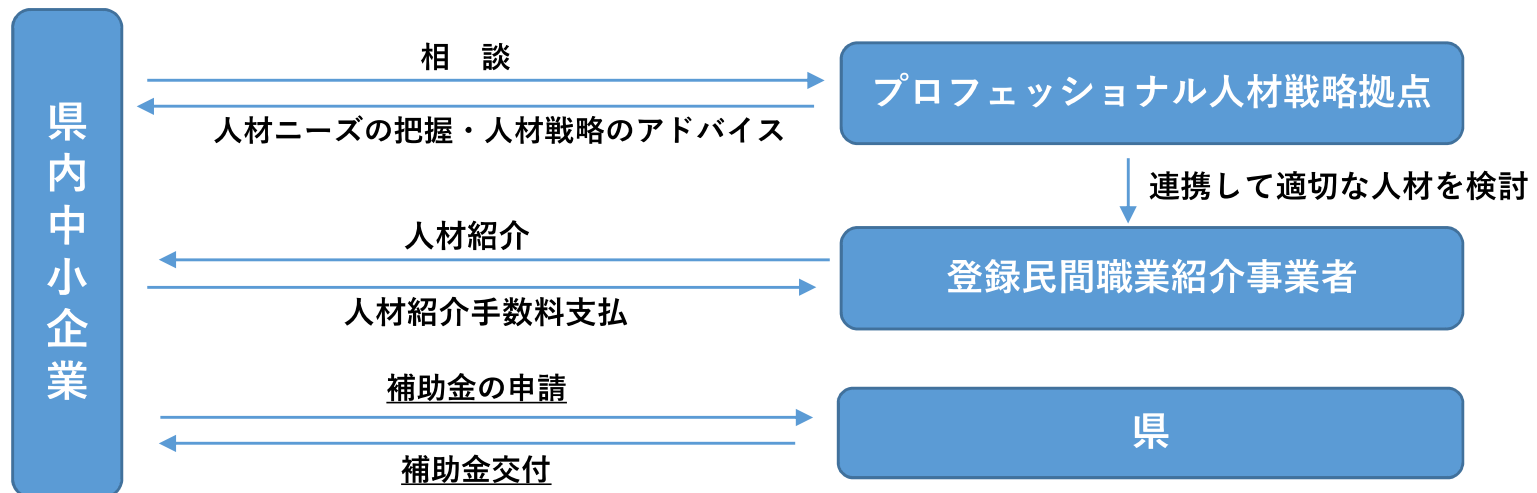 県内中小企業
相　談
プロフェッショナル人材戦略拠点
人材ニーズの把握・人材戦略のアドバイス
連携して適切な人材を検討
人材紹介
登録民間職業紹介事業者
人材紹介手数料支払
補助金の申請
県
補助金交付